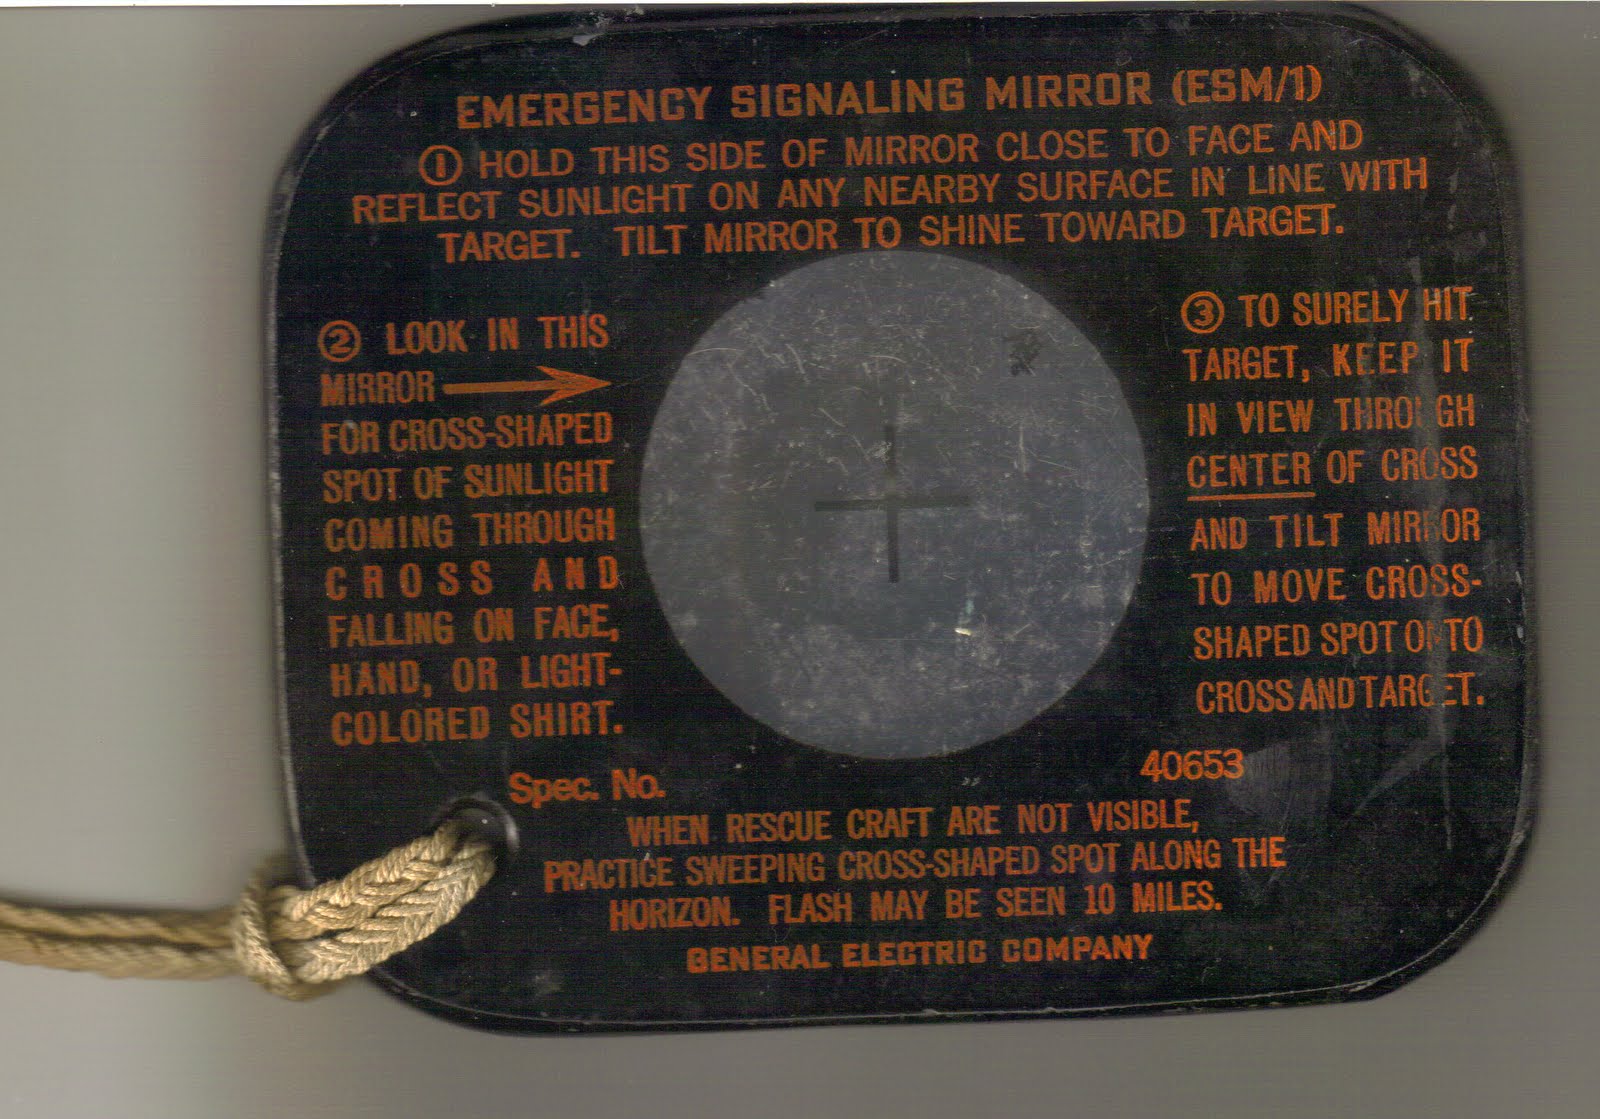 EMERGENCY SIGNALING MIRROR (ESM/1)
① HOLD THIS SIDE OF MIRROR CLOSE TO FACE AND
REFLECT SUNLIGHT ON ANY NEARBY SURFACE IN LINE WITH
TARGET. TILT MIRROR TO SHINE TOWARD TARGET.
② LOOK IN THIS
MIRROR →
FOR CROSS-SHAPED
SPOT OF SUNLIGHT
COMING THROUGH
CROSS AND
FALLING ON FACE,
HAND, OR LIGHT-
COLORED SHIRT.
③ TO SURELY HIT
TARGET, KEEP IT
IN VIEW THROUGH
CENTER OF CROSS
AND TILT MIRROR
TO MOVE CROSS-
SHAPED SPOT ONTO
CROSS AND TARGET.
Spec. No. 40653
WHEN RESCUE CRAFT ARE NOT VISIBLE,
PRACTICE SWEEPING CROSS-SHAPED SPOT ALONG THE
HORIZON. FLASH MAY BE SEEN 10 MILES.
GENERAL ELECTRIC COMPANY